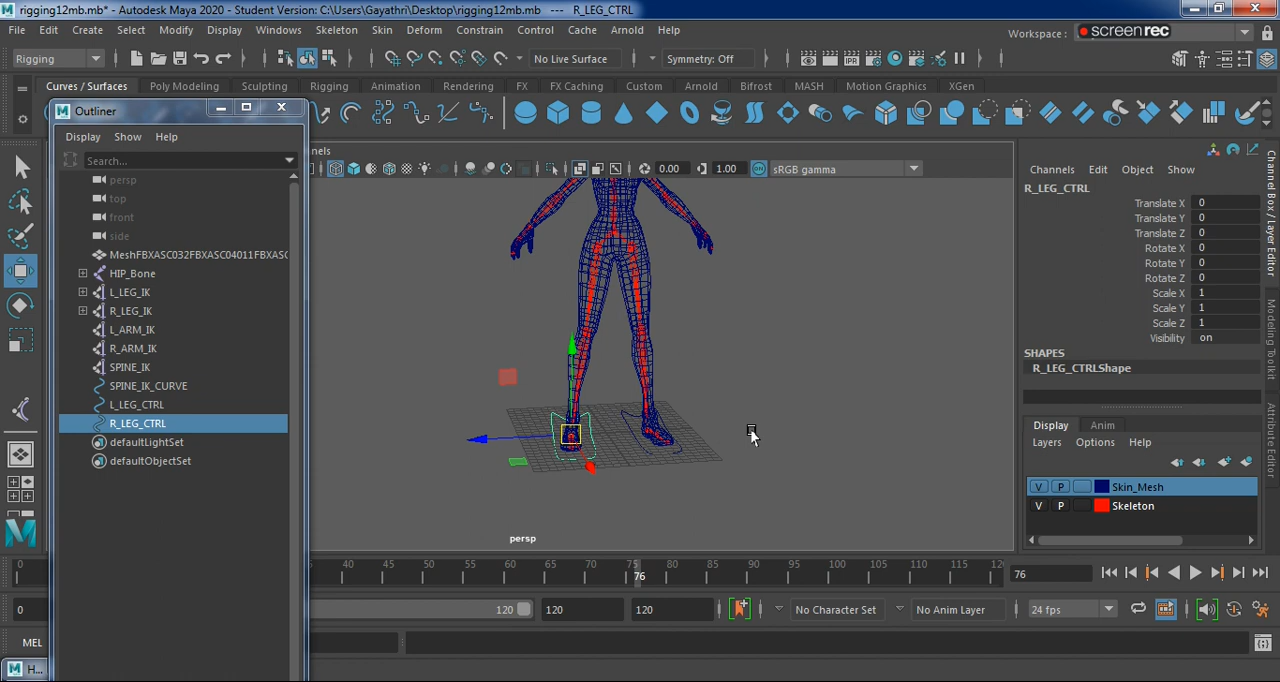 rigging12mb.mb* - Autodesk Maya 2020 - Student Version: C:\Users\Gayathri\Desktop\rigging12mb.mb --- R_LEG_CTRL
File Edit Create Select Modify Display Windows Skeleton Skin Deform Constrain Control Cache Arnold Help
Workspace : screenrec
Rigging No Live Surface Symmetry: Off
Curves / Surfaces Poly Modeling Sculpting Rigging Animation Rendering FX FX Caching Custom Arnold Bifrost MASH Motion Graphics XGen
Outliner
Display Show Help
nels
Search...
0.00 1.00 sRGB gamma
persp
top
front
side
MeshFBXASC032FBXASC04011FBXASC
HIP_Bone
L_LEG_IK
R_LEG_IK
L_ARM_IK
R_ARM_IK
SPINE_IK
SPINE_IK_CURVE
L_LEG_CTRL
R_LEG_CTRL
defaultLightSet
defaultObjectSet
persp
Channels Edit Object Show
R_LEG_CTRL
Translate X 0
Translate Y 0
Translate Z 0
Rotate X 0
Rotate Y 0
Rotate Z 0
Scale X 1
Scale Y 1
Scale Z 1
Visibility on
SHAPES
R_LEG_CTRLShape
Display Anim
Layers Options Help
V P Skin_Mesh
V P Skeleton
Channel Box / Layer Editor
Modeling Toolkit
Attribute Editor
0 40 45 50 55 60 65 70 75 80 85 90 95 100 105 110 115 120
76
76
0 120 120 120 No Character Set No Anim Layer 24 fps
MEL
H...